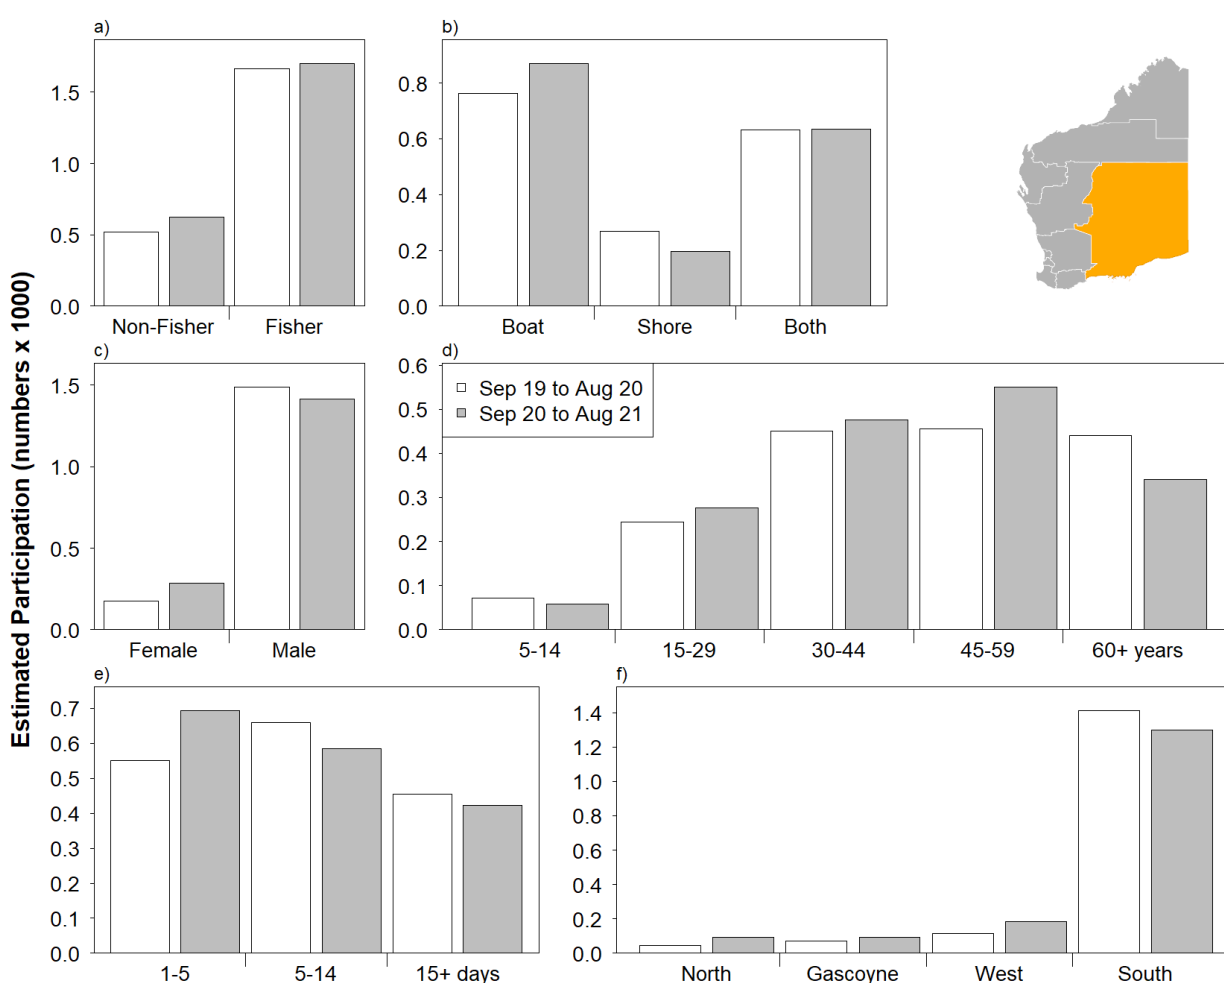 a)
b)
1.5
1.0
0.5
0.0
Non-Fisher Fisher
0.8
0.6
0.4
0.2
0.0
Boat Shore Both
Estimated Participation (numbers x 1000)
c)
1.5
1.0
0.5
0.0
Female Male
d)
0.6
0.5
0.4
0.3
0.2
0.1
0.0
Sep 19 to Aug 20
Sep 20 to Aug 21
5-14 15-29 30-44 45-59 60+ years
e)
0.7
0.6
0.5
0.4
0.3
0.2
0.1
0.0
1-5 5-14 15+ days
f)
1.4
1.2
1.0
0.8
0.6
0.4
0.2
0.0
North Gascoyne West South